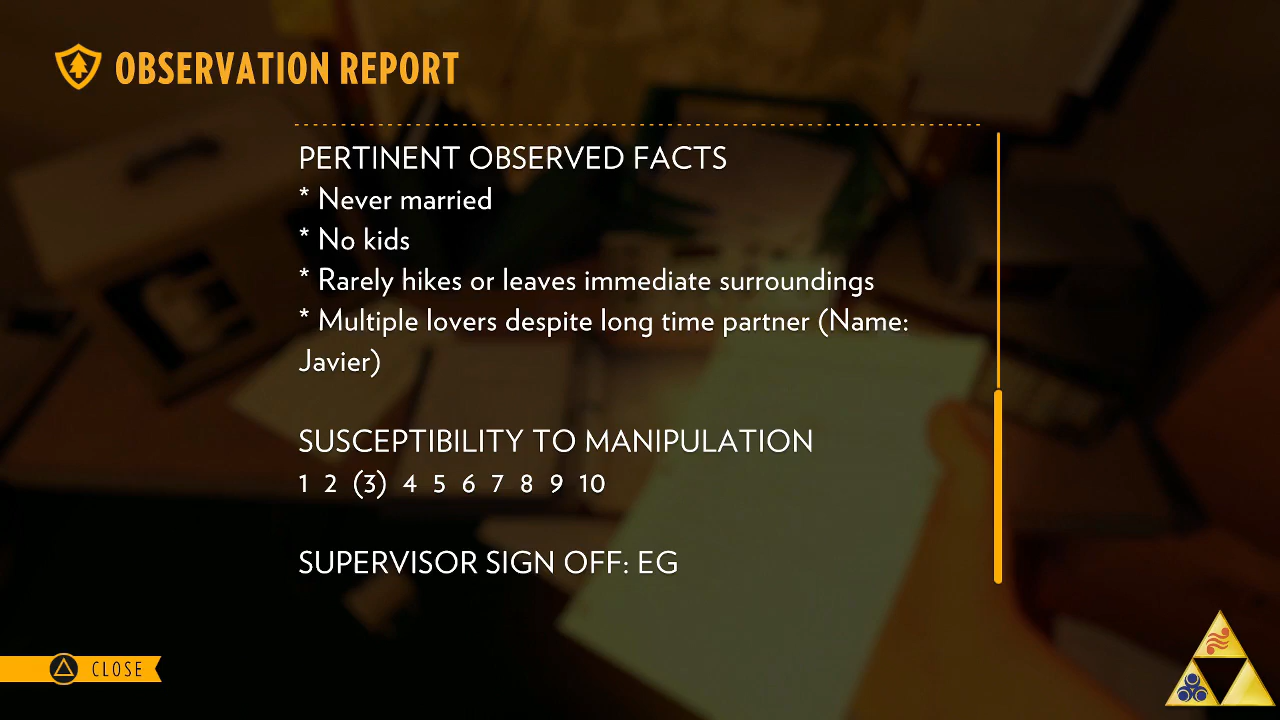 OBSERVATION REPORT
PERTINENT OBSERVED FACTS
* Never married
* No kids
* Rarely hikes or leaves immediate surroundings
* Multiple lovers despite long time partner (Name:
Javier)
SUSCEPTIBILITY TO MANIPULATION
1 2 (3) 4 5 6 7 8 9 10
SUPERVISOR SIGN OFF: EG
CLOSE